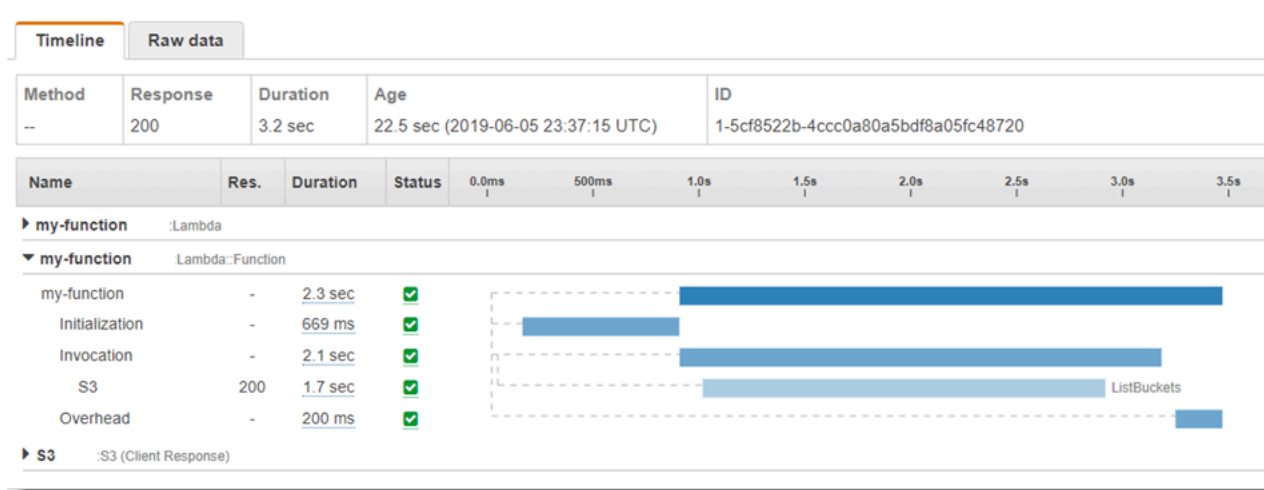 Timeline Raw data
Method Response Duration Age ID
-- 200 3.2 sec 22.5 sec (2019-06-05 23:37:15 UTC) 1-5cf8522b-4ccc0a80a5bdf8a05fc48720
Name Res. Duration Status 0.0ms 500ms 1.0s 1.5s 2.0s 2.5s 3.0s 3.5s
my-function :Lambda
my-function :Lambda::Function
my-function - 2.3 sec
Initialization - 669 ms
Invocation - 2.1 sec
S3 200 1.7 sec ListBuckets
Overhead - 200 ms
S3 :S3 (Client Response)